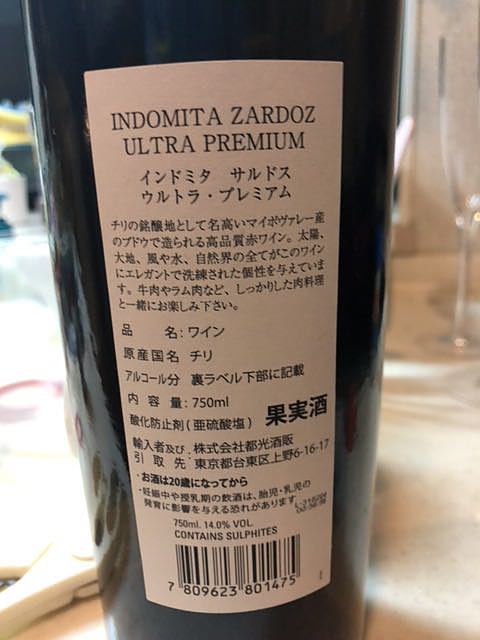 INDOMITA ZARDOZ
ULTRA PREMIUM
インドミタ サルドス
ウルトラ・プレミアム
チリの銘醸地として名高いマイポヴァレー産
のブドウで造られる高品質赤ワイン。太陽、
大地、風や水、自然界の全てがこのワイン
にエレガントで洗練された個性を与えていま
す。牛肉やラム肉など、しっかりした肉料理
と一緒にお楽しみ下さい。
品 名:ワイン
原産国名 チリ
アルコール分 裏ラベル下部に記載
内 容 量:750ml
酸化防止剤(亜硫酸塩) 果実酒
輸入者及び 株式会社都光酒販
引 取 先:東京都台東区上野6-16-17
・お酒は20歳になってから
・妊娠中や授乳期の飲酒は、胎児・乳児の
発育に影響を与える恐れがあります。
750ml. 14.0% VOL.
CONTAINS SULPHITES
7 809623 801475